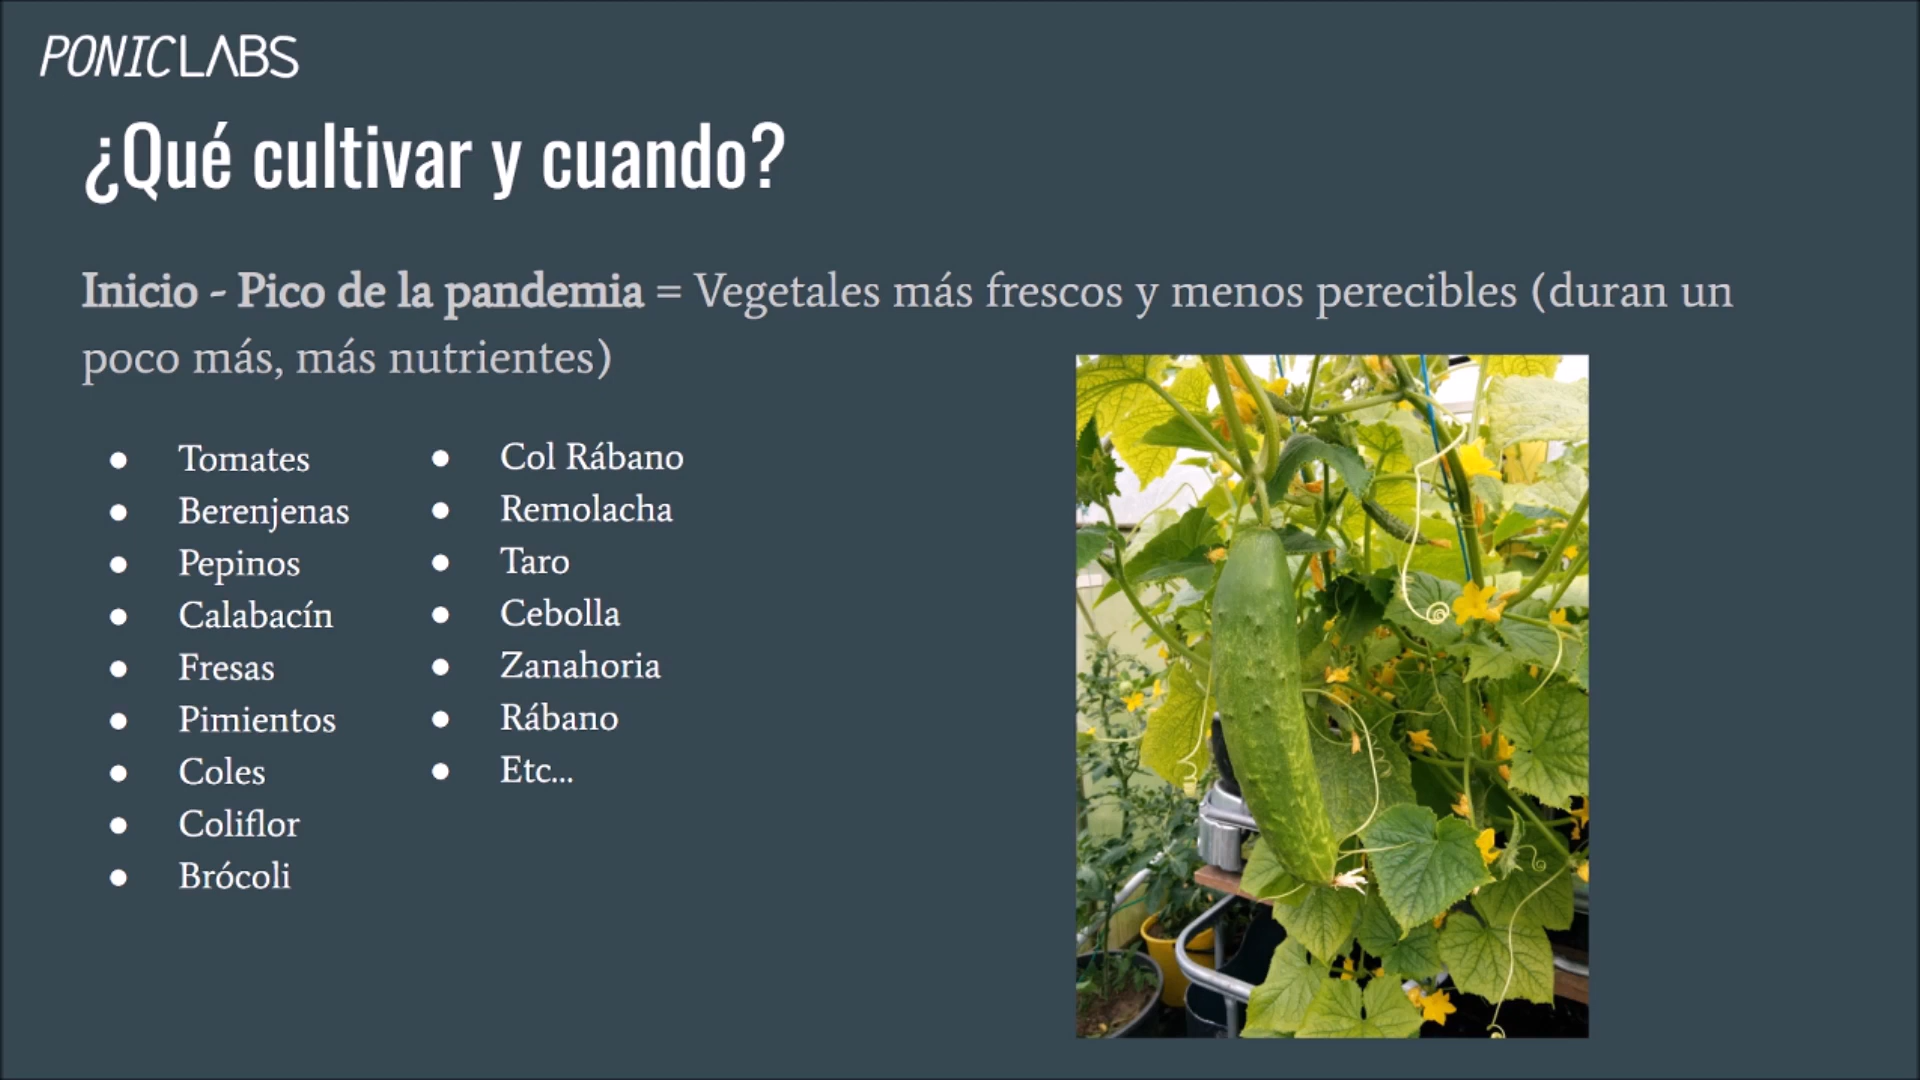 PONICLABS
¿Qué cultivar y cuando?
Inicio - Pico de la pandemia = Vegetales más frescos y menos perecibles (duran un
poco más, más nutrientes)
● Tomates
● Berenjenas
● Pepinos
● Calabacín
● Fresas
● Pimientos
● Coles
● Coliflor
● Brócoli
● Col Rábano
● Remolacha
● Taro
● Cebolla
● Zanahoria
● Rábano
● Etc...